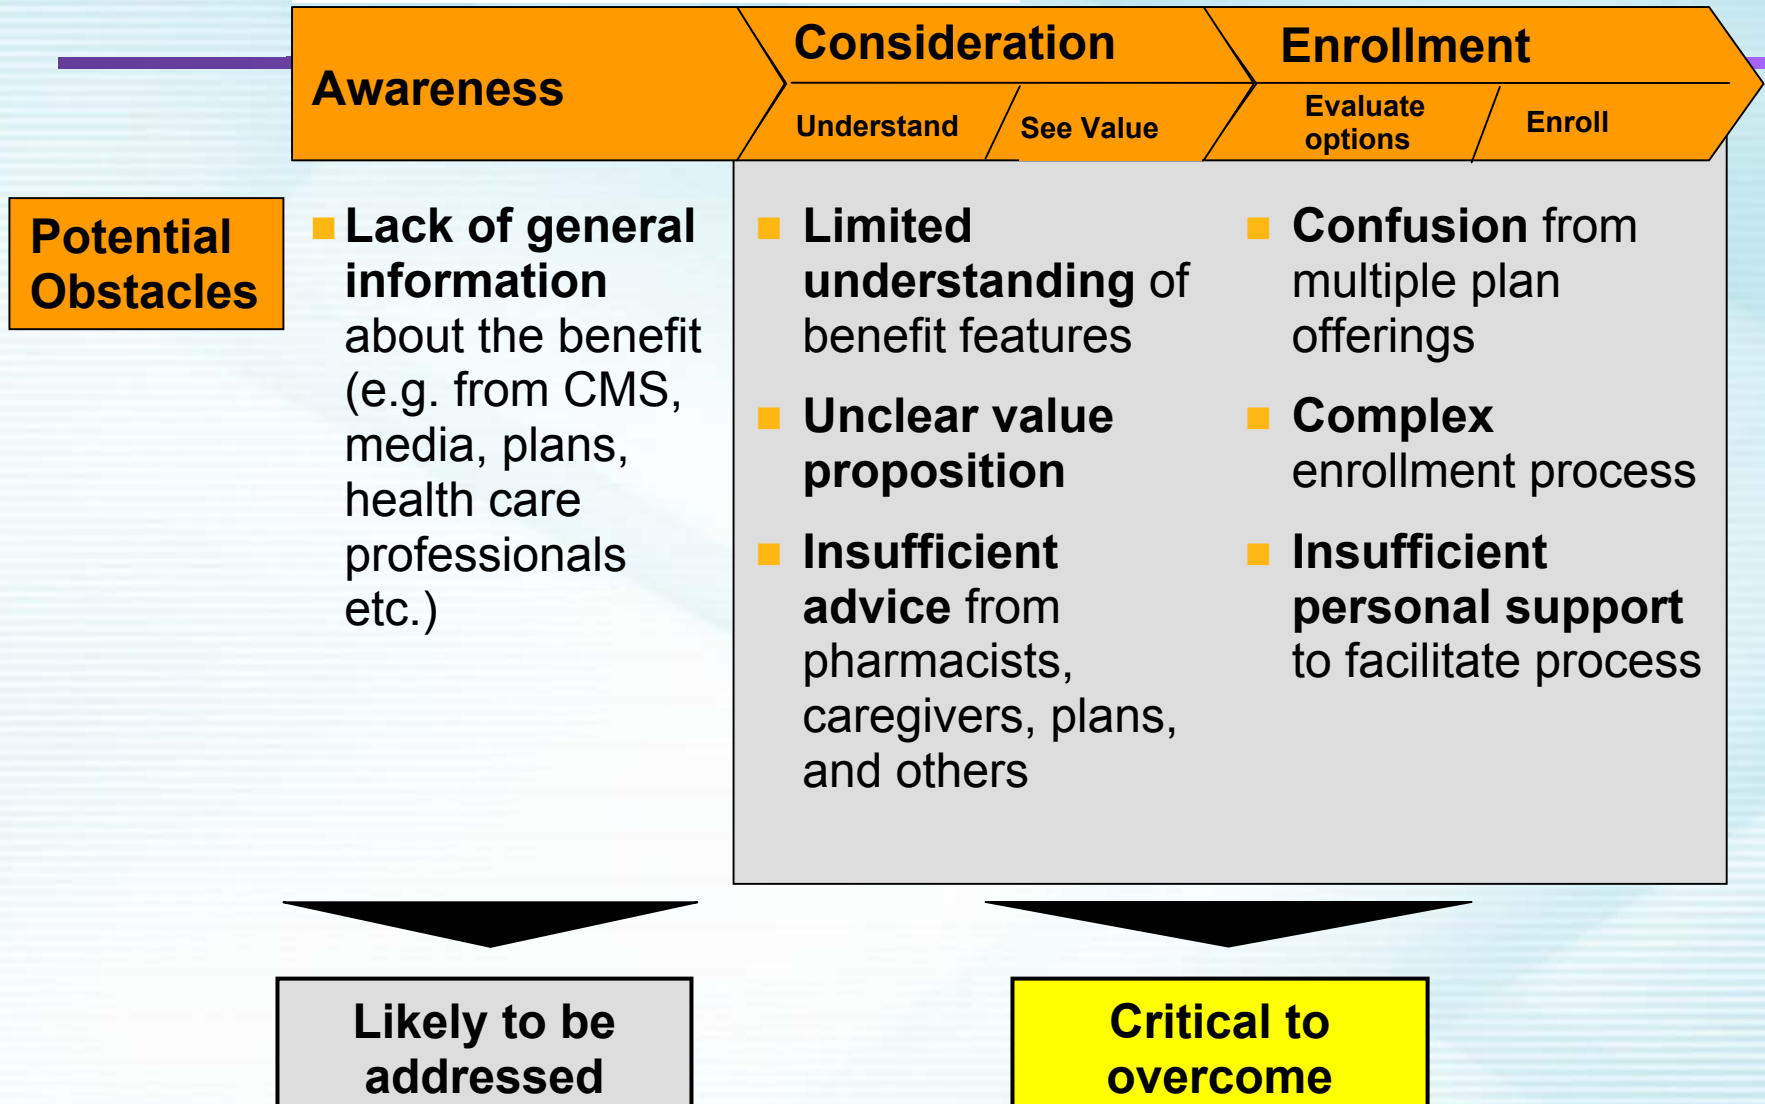 Awareness
Consideration
Understand
See Value
Enrollment
Evaluate
options
Enroll
Potential
Obstacles
Lack of general
information
about the benefit
(e.g. from CMS,
media, plans,
health care
professionals
etc.)
Limited
understanding of
benefit features
Unclear value
proposition
Insufficient
advice from
pharmacists,
caregivers, plans,
and others
Confusion from
multiple plan
offerings
Complex
enrollment process
Insufficient
personal support
to facilitate process
Likely to be
addressed
Critical to
overcome